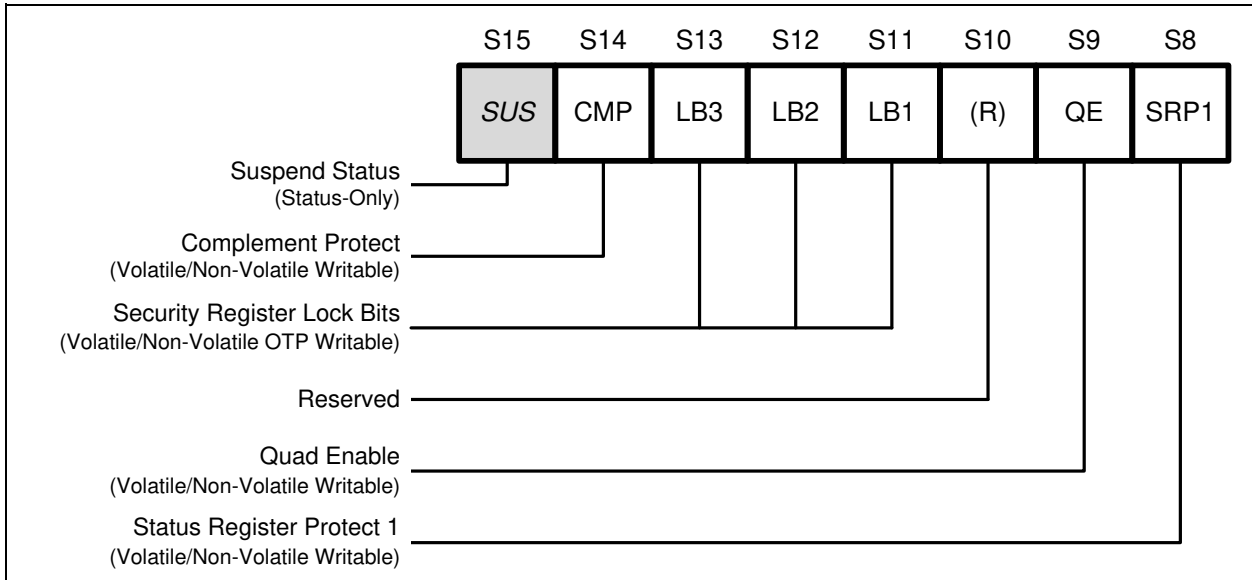 S15 S14 S13 S12 S11 S10 S9 S8
SUS CMP LB3 LB2 LB1 (R) QE SRP1
Suspend Status
(Status-Only)
Complement Protect
(Volatile/Non-Volatile Writable)
Security Register Lock Bits
(Volatile/Non-Volatile OTP Writable)
Reserved
Quad Enable
(Volatile/Non-Volatile Writable)
Status Register Protect 1
(Volatile/Non-Volatile Writable)